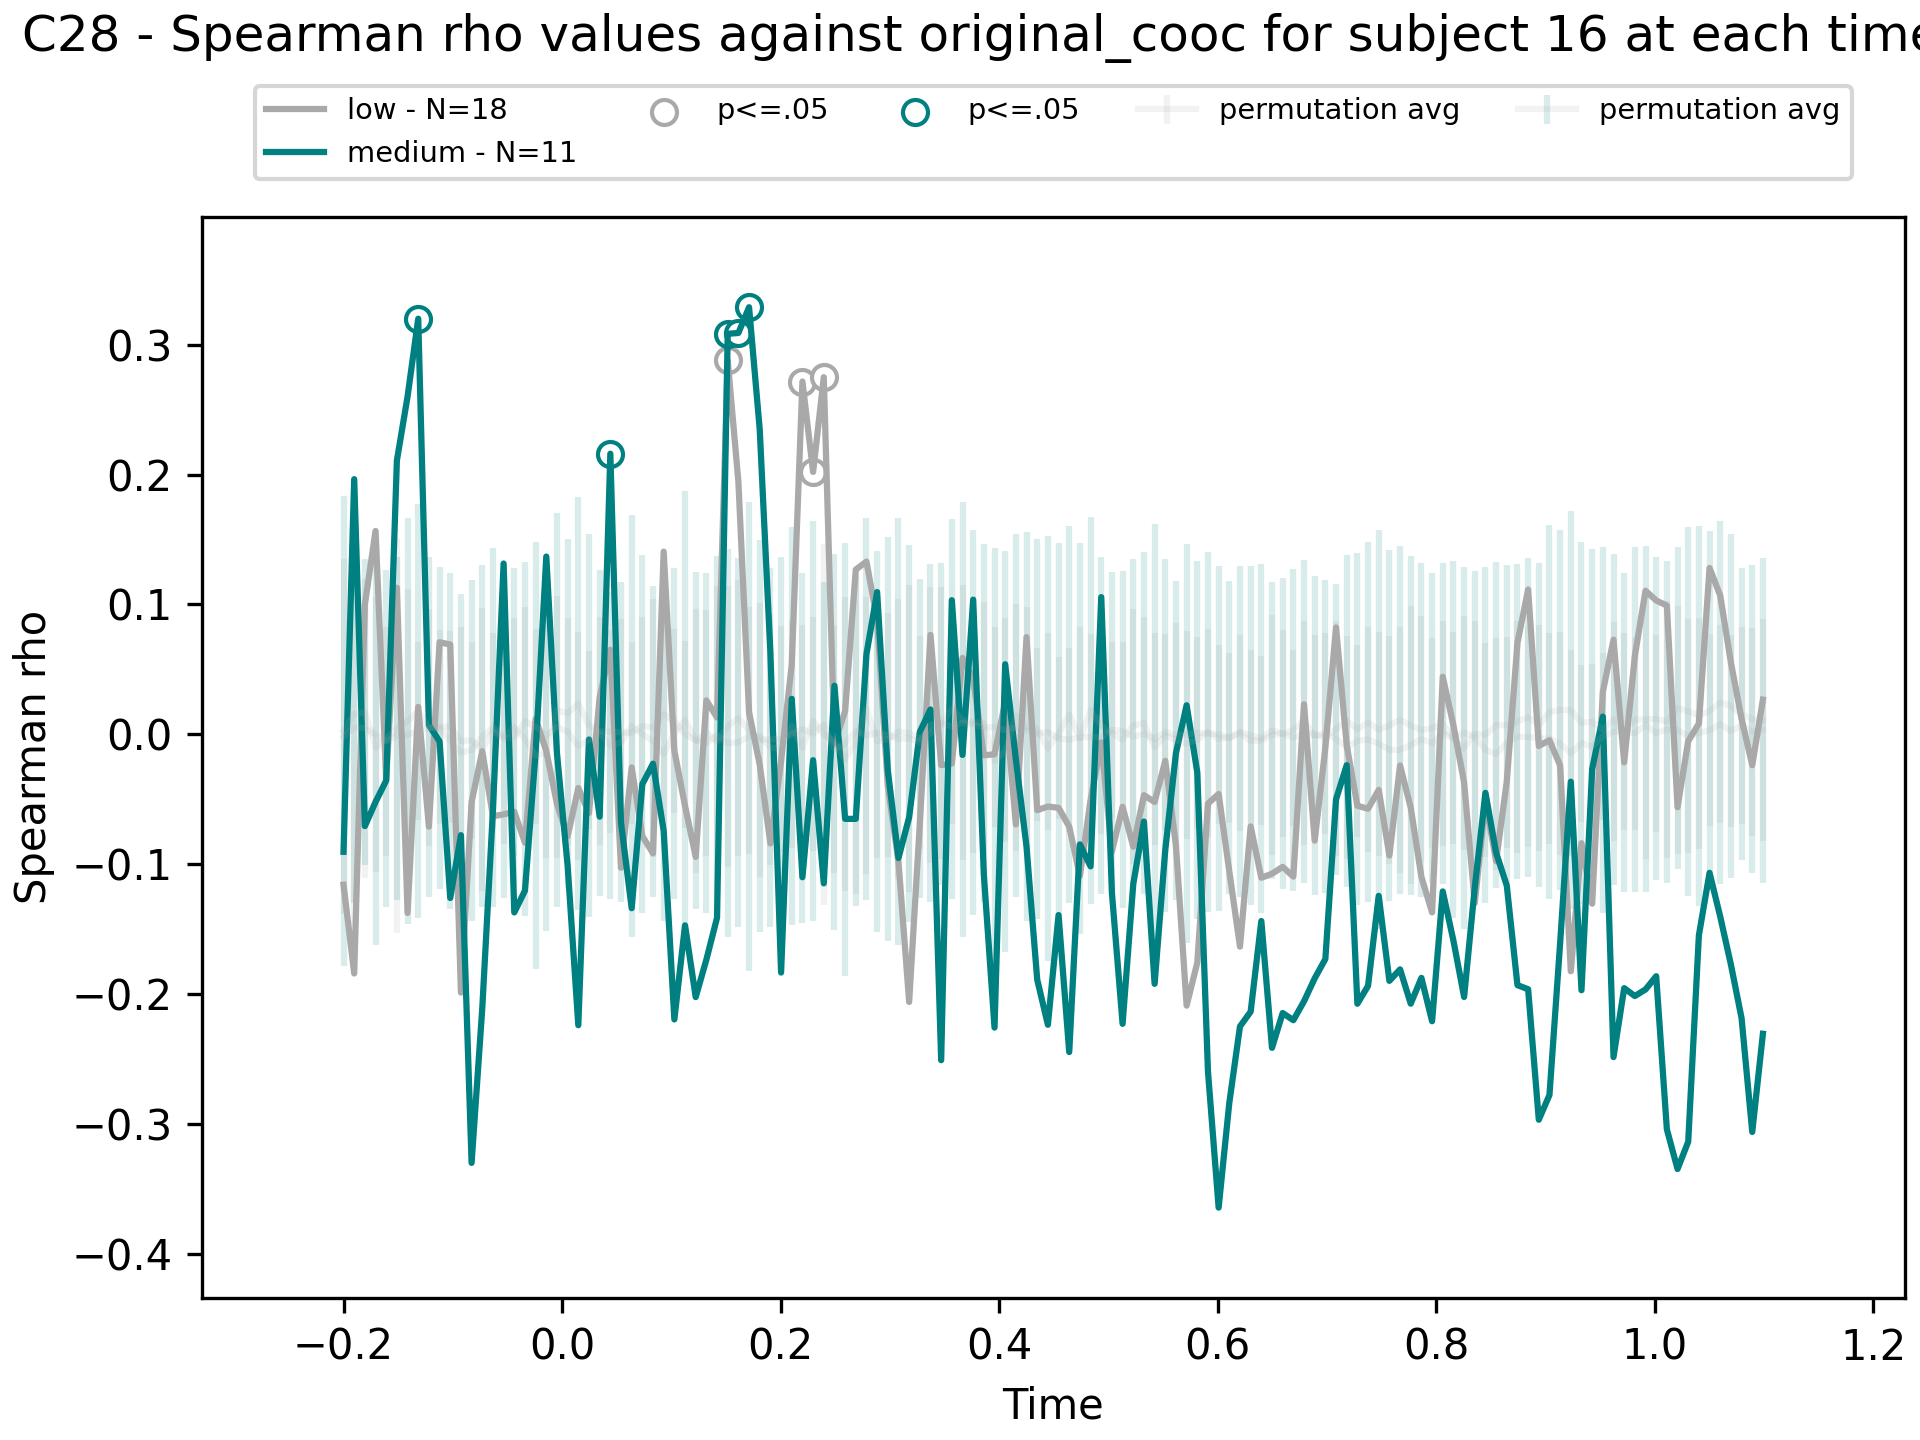 C28 - Spearman rho values against original_cooc for subject 16 at each time
low - N=18
medium - N=11
p<=.05
p<=.05
permutation avg
permutation avg
Spearman rho
0.3
0.2
0.1
0.0
−0.1
−0.2
−0.3
−0.4
−0.2
0.0
0.2
0.4
0.6
0.8
1.0
1.2
Time